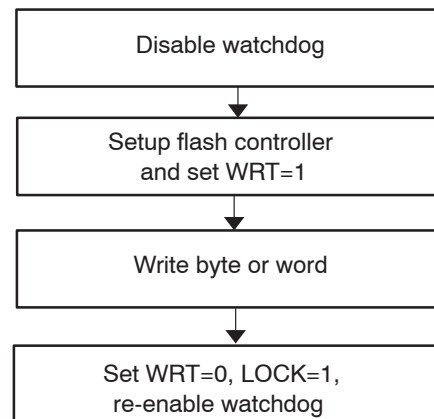 Disable watchdog
Setup flash controller
and set WRT=1
Write byte or word
Set WRT=0, LOCK=1,
re-enable watchdog